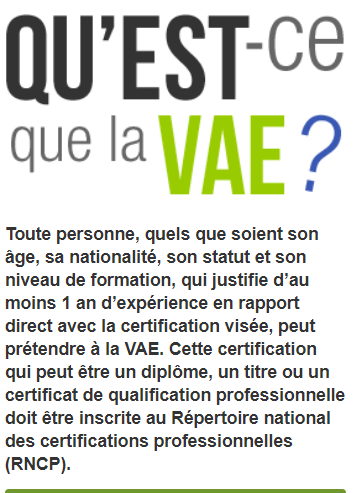 QU'EST-ce
que la VAE ?
Toute personne, quels que soient son
âge, sa nationalité, son statut et son
niveau de formation, qui justifie d’au
moins 1 an d’expérience en rapport
direct avec la certification visée, peut
prétendre à la VAE. Cette certification
qui peut être un diplôme, un titre ou un
certificat de qualification professionnelle
doit être inscrite au Répertoire national
des certifications professionnelles
(RNCP).